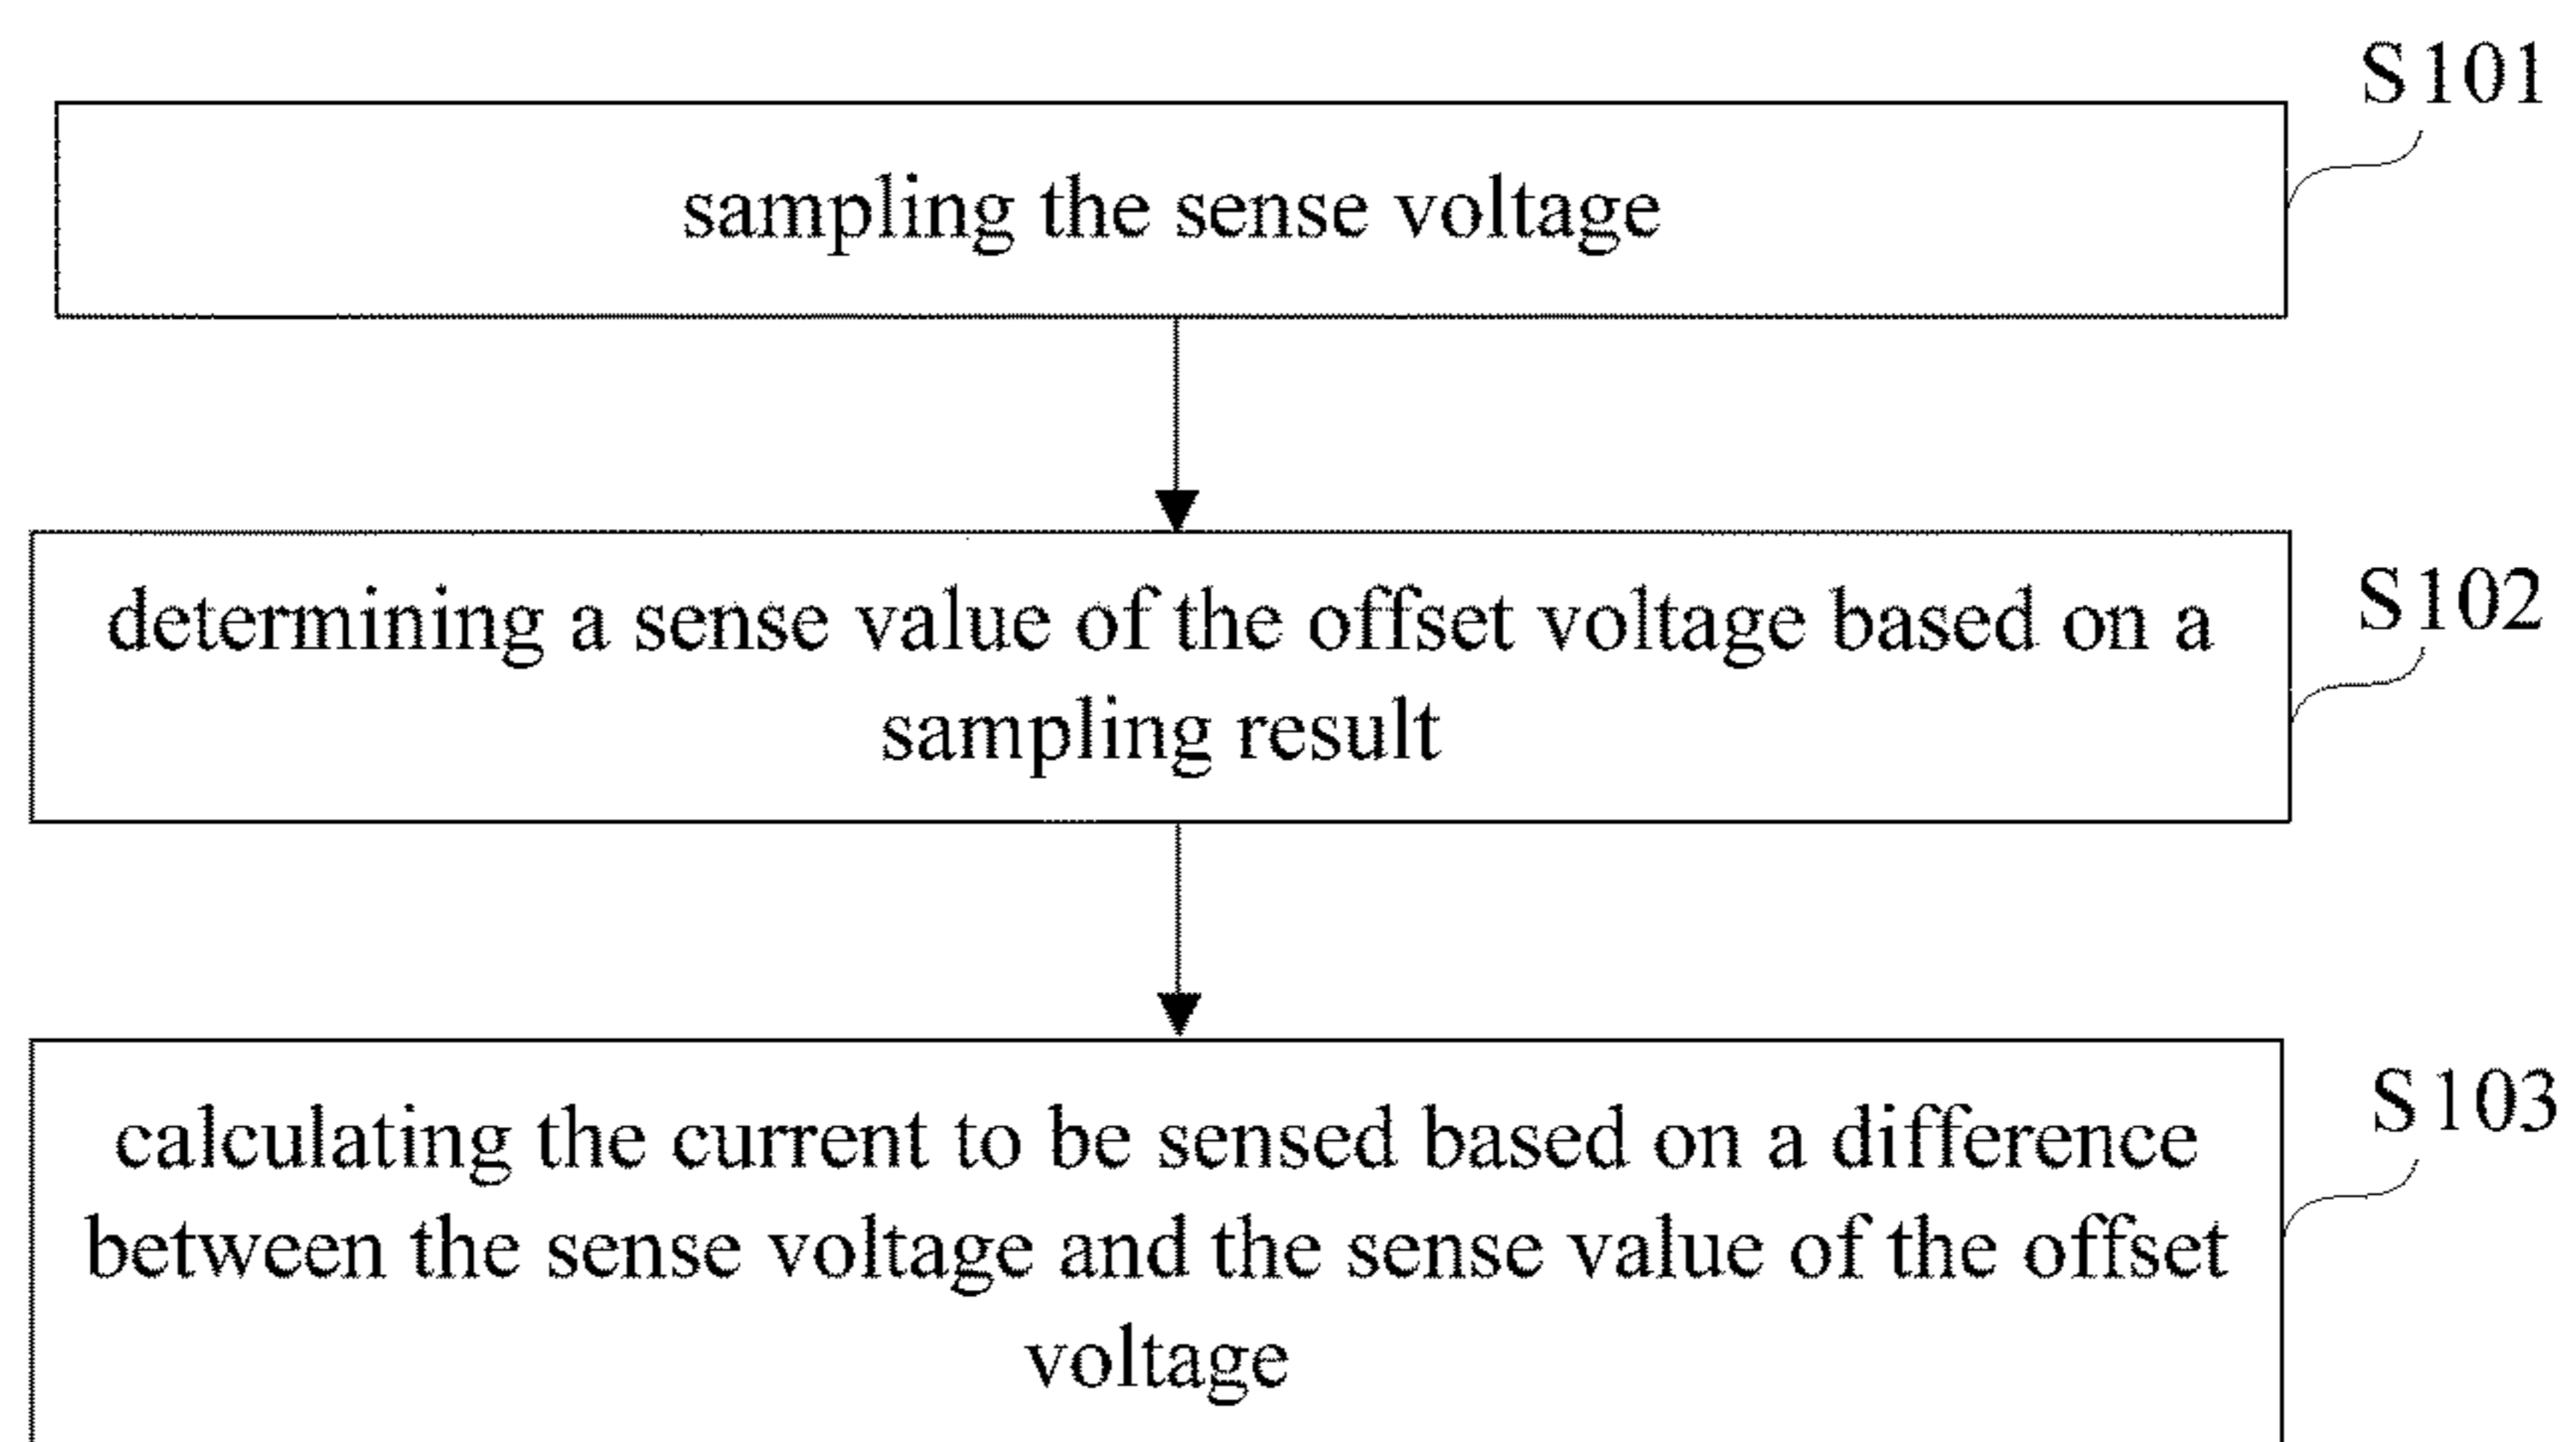 S101
sampling the sense voltage
determining a sense value of the offset voltage based on a
S102
sampling result
calculating the current to be sensed based on a difference
S103
between the sense voltage and the sense value of the offset
voltage